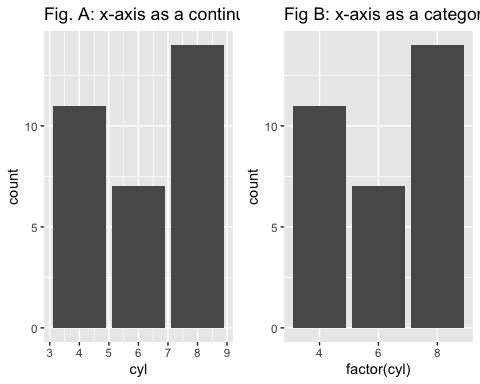 Fig. A: x-axis as a continu
10
5
0
count
3 4 5 6 7 8 9
cyl
Fig B: x-axis as a categor
10
5
0
count
4 6 8
factor(cyl)